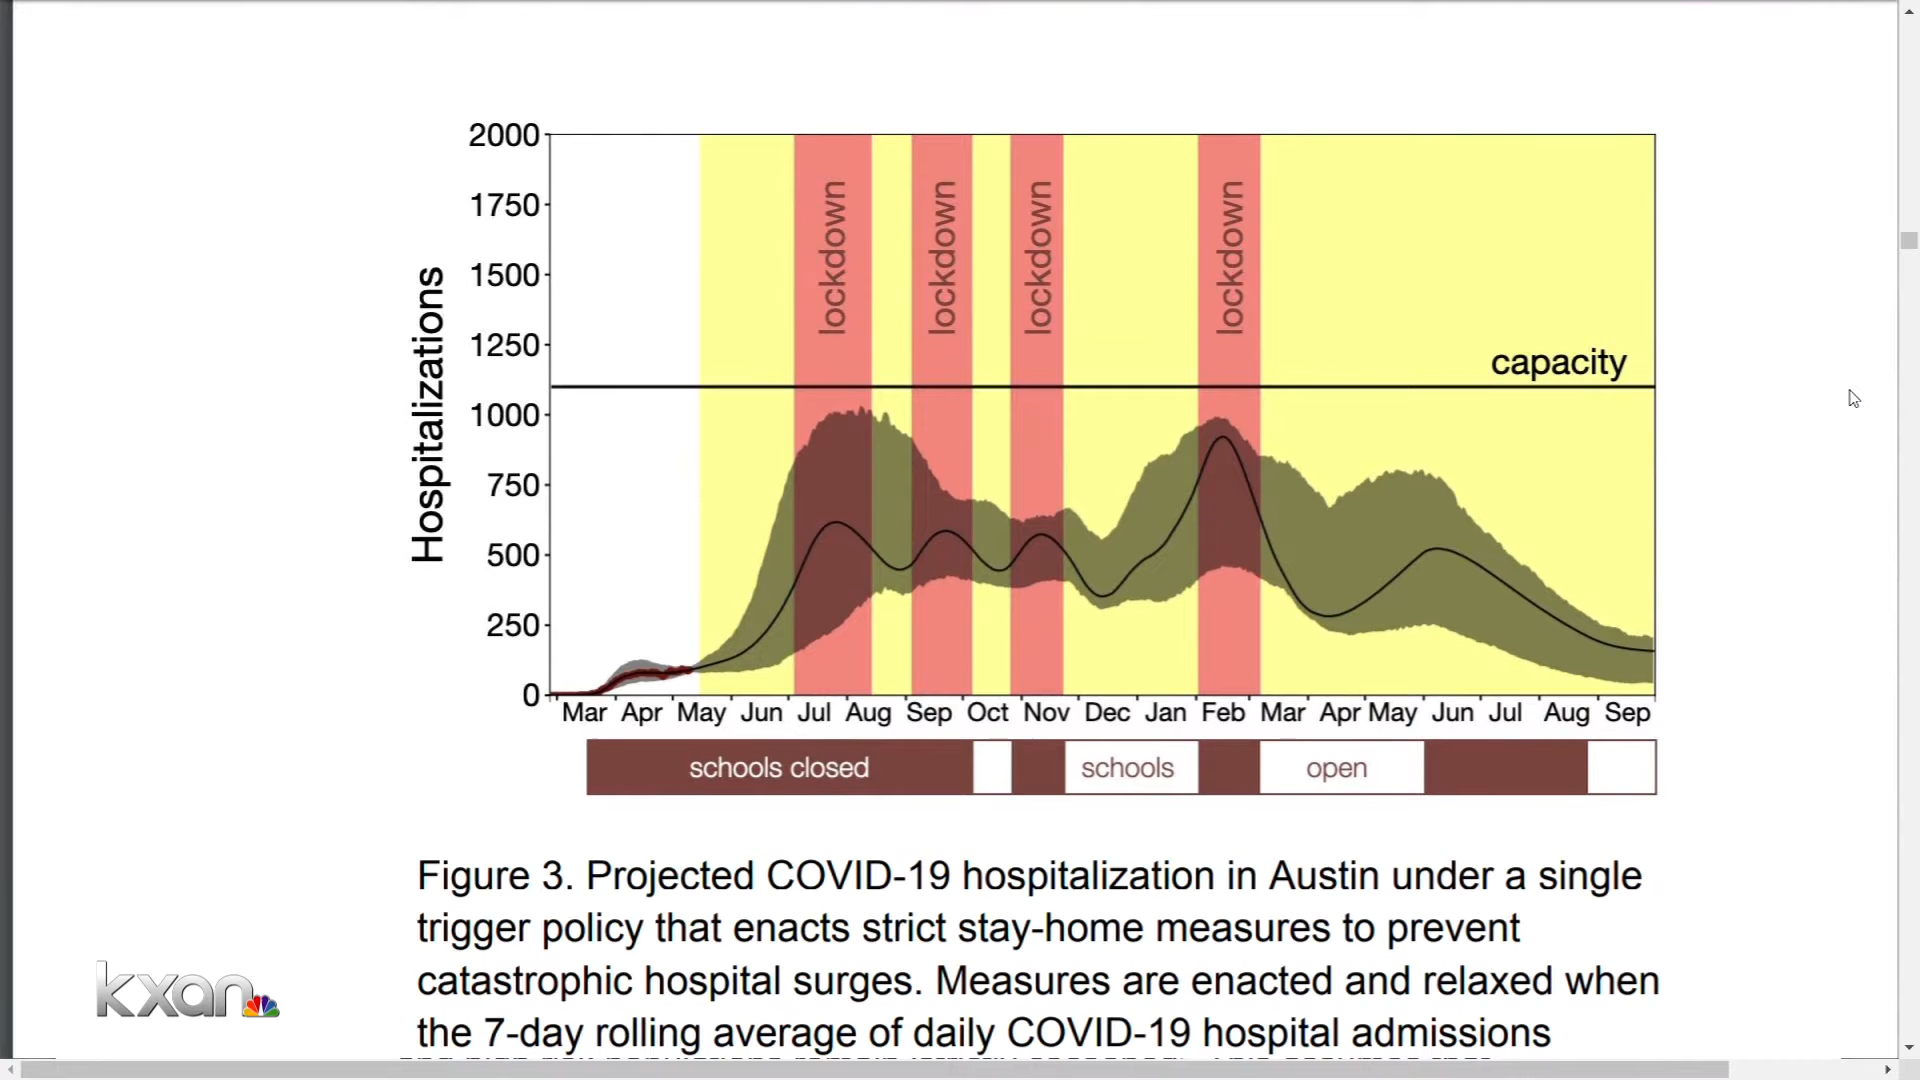 2000
1750
1500
1250
1000
750
500
250
0
Hospitalizations
lockdown
lockdown
lockdown
lockdown
capacity
Mar Apr May Jun Jul Aug Sep Oct Nov Dec Jan Feb Mar Apr May Jun Jul Aug Sep
schools closed schools open
Figure 3. Projected COVID-19 hospitalization in Austin under a single
trigger policy that enacts strict stay-home measures to prevent
catastrophic hospital surges. Measures are enacted and relaxed when
the 7-day rolling average of daily COVID-19 hospital admissions
kxan